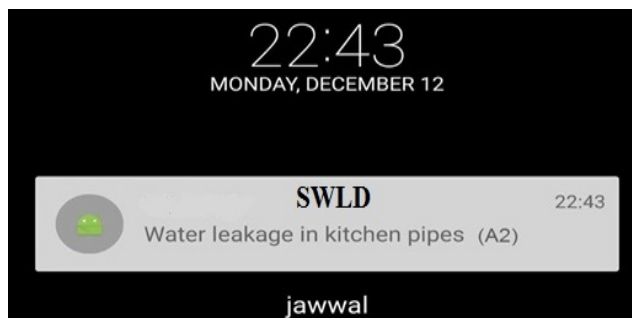 22:43
MONDAY, DECEMBER 12
SWLD 22:43
Water leakage in kitchen pipes (A2)
jawwal